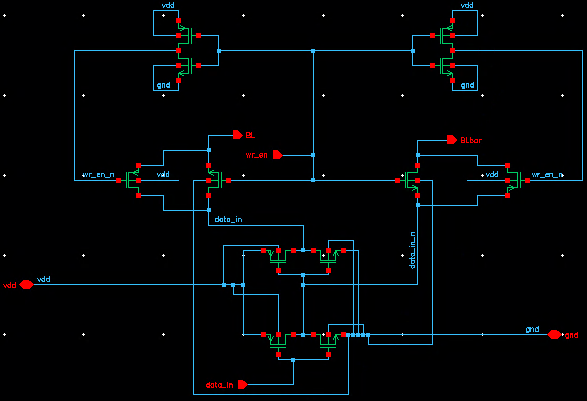 vdd vdd
gnd gnd
BL BLbar
wr_en
wr_en_n vdd vdd wr_en_n
data_in
data_in_n
vdd vdd
gnd gnd
data_in